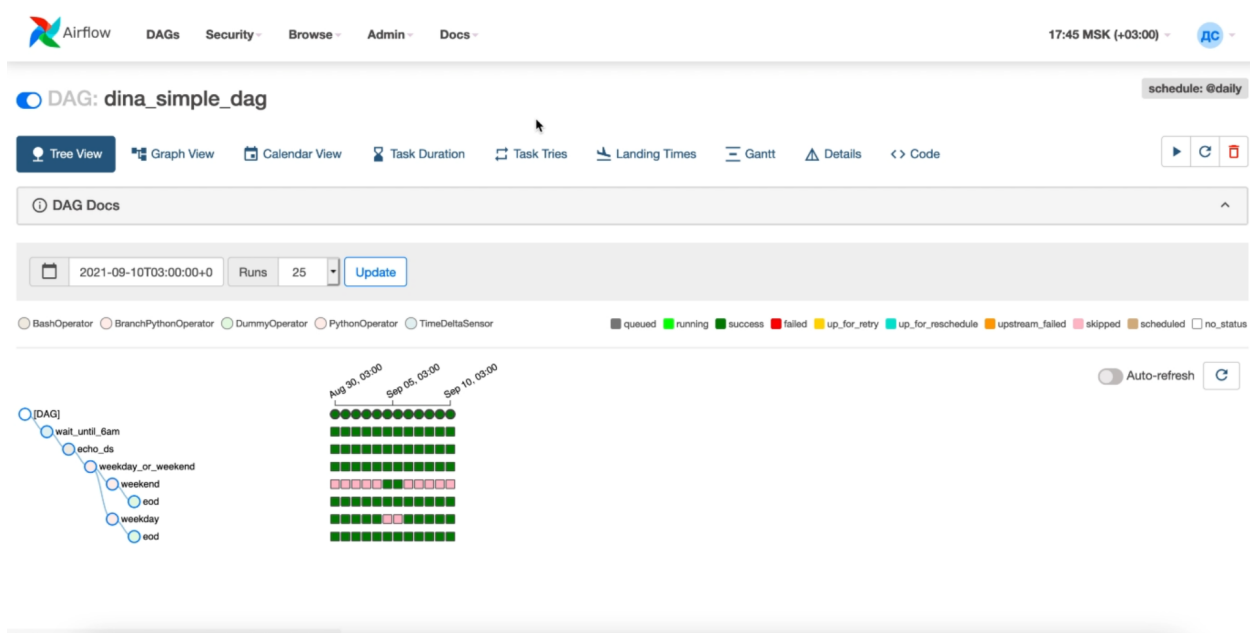 Airflow DAGs Security Browse Admin Docs 17:45 MSK (+03:00) ДС
schedule: @daily
DAG: dina_simple_dag
Tree View Graph View Calendar View Task Duration Task Tries Landing Times Gantt Details Code
DAG Docs
2021-09-10T03:00:00+0 Runs 25 Update
BashOperator BranchPythonOperator DummyOperator PythonOperator TimeDeltaSensor queued running success failed up_for_retry up_for_reschedule upstream_failed skipped scheduled no_status
Aug 30, 03:00 Sep 05, 03:00 Sep 10, 03:00
Auto-refresh
[DAG]
wait_until_6am
echo_ds
weekday_or_weekend
weekend
eod
weekday
eod